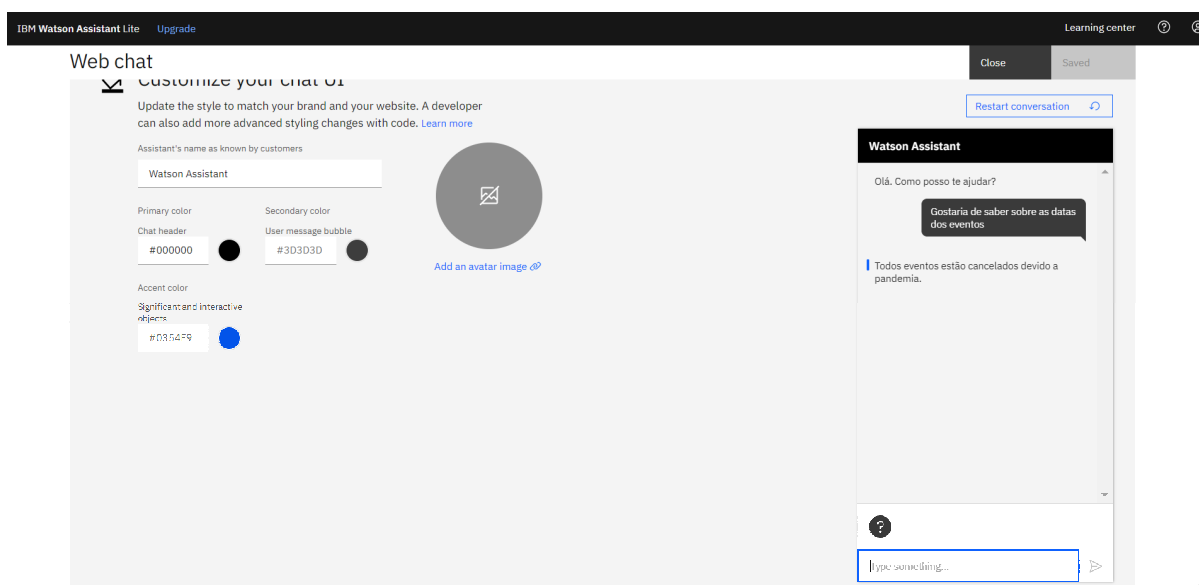 IBM Watson Assistant Lite Upgrade Learning center
Web chat
Close
Saved
Customize your chat UI
Update the style to match your brand and your website. A developer
can also add more advanced styling changes with code. Learn more
Assistant's name as known by customers
Watson Assistant
Primary color
Secondary color
Chat header
User message bubble
#000000
#3D3D3D
Add an avatar image
Accent color
Significant and interactive
objects
Restart conversation
Watson Assistant
Olá. Como posso te ajudar?
Gostaria de saber sobre as datas
dos eventos
Todos eventos estão cancelados devido a
pandemia.
?
Type something...